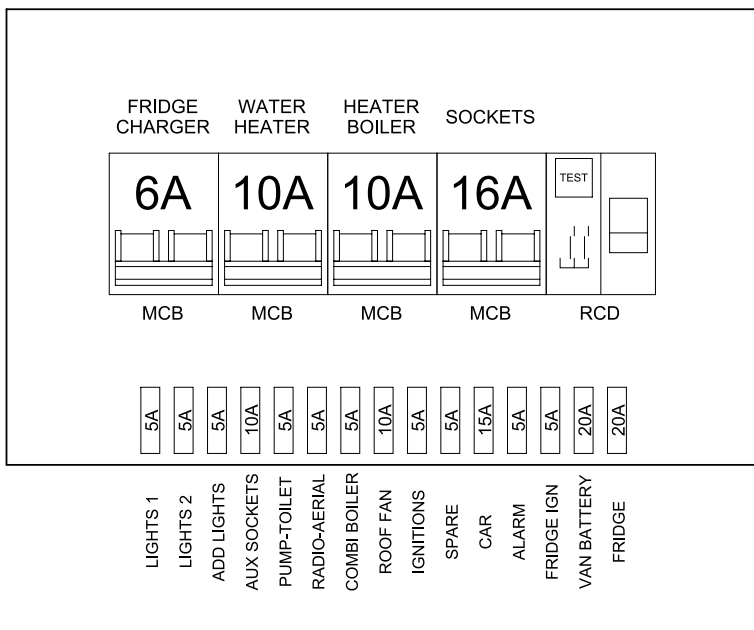 FRIDGE
CHARGER
WATER
HEATER
HEATER
BOILER
SOCKETS
6A
10A
10A
16A
TEST
MCB
MCB
MCB
MCB
RCD
5A
5A
5A
10A
5A
5A
5A
10A
5A
5A
15A
5A
5A
20A
20A
LIGHTS 1
LIGHTS 2
ADD LIGHTS
AUX SOCKETS
PUMP-TOILET
RADIO-AERIAL
COMBI BOILER
ROOF FAN
IGNITIONS
SPARE
CAR
ALARM
FRIDGE IGN
VAN BATTERY
FRIDGE